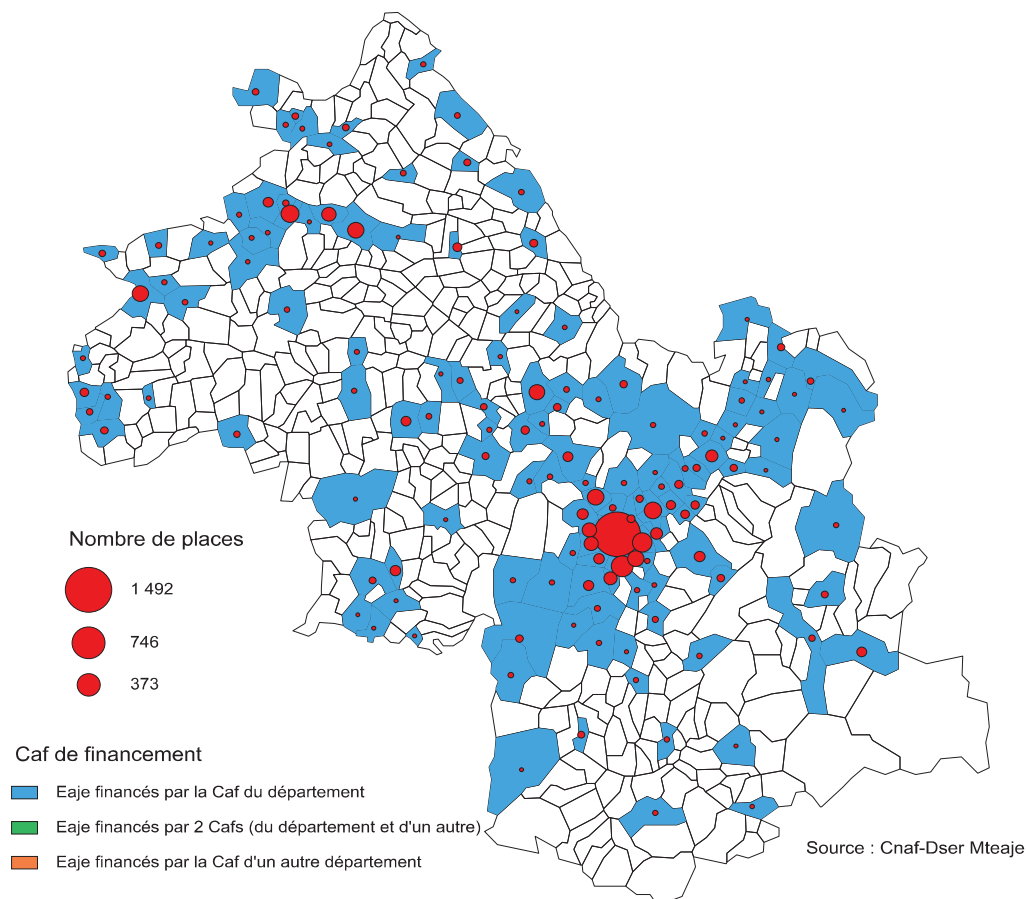 Nombre de places
1 492
746
373
Caf de financement
Eaje financés par la Caf du département
Eaje financés par 2 Cafs (du département et d'un autre)
Eaje financés par la Caf d'un autre département
Source : Cnaf-Dser Mteaje